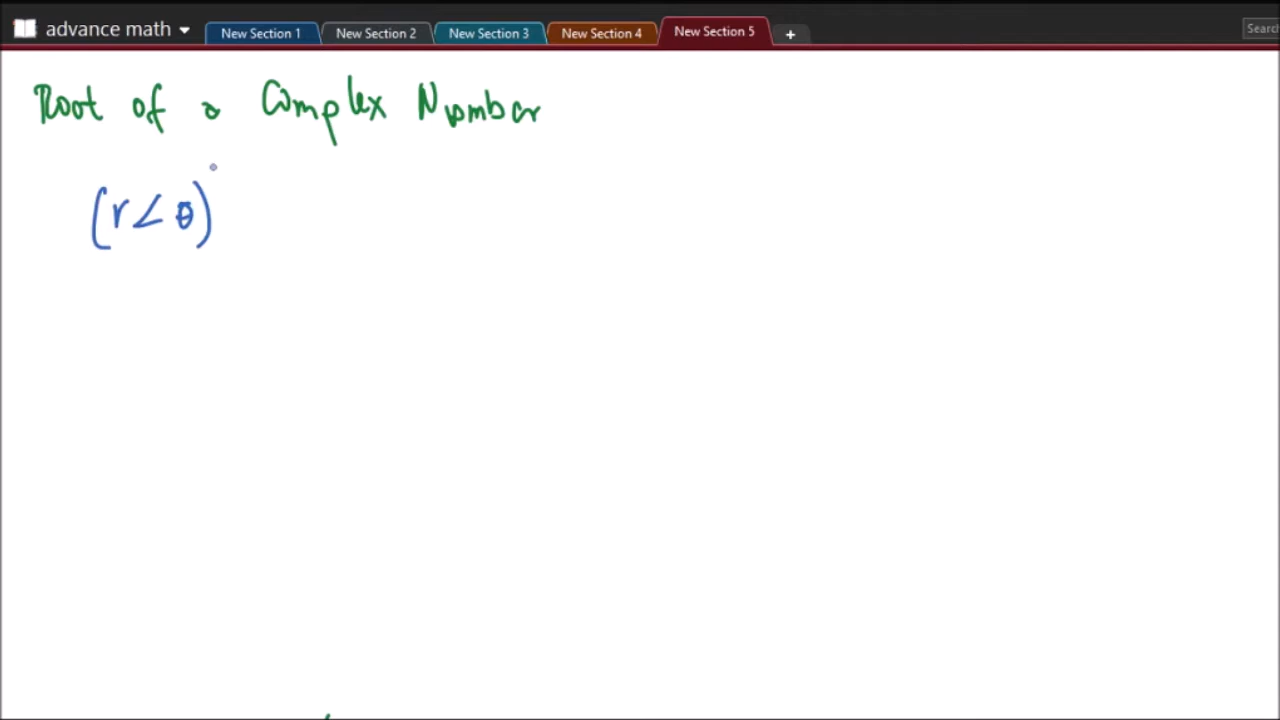 advance math
New Section 1 New Section 2 New Section 3 New Section 4 New Section 5 +
Searc
Root of a Complex Number
(r∠θ)